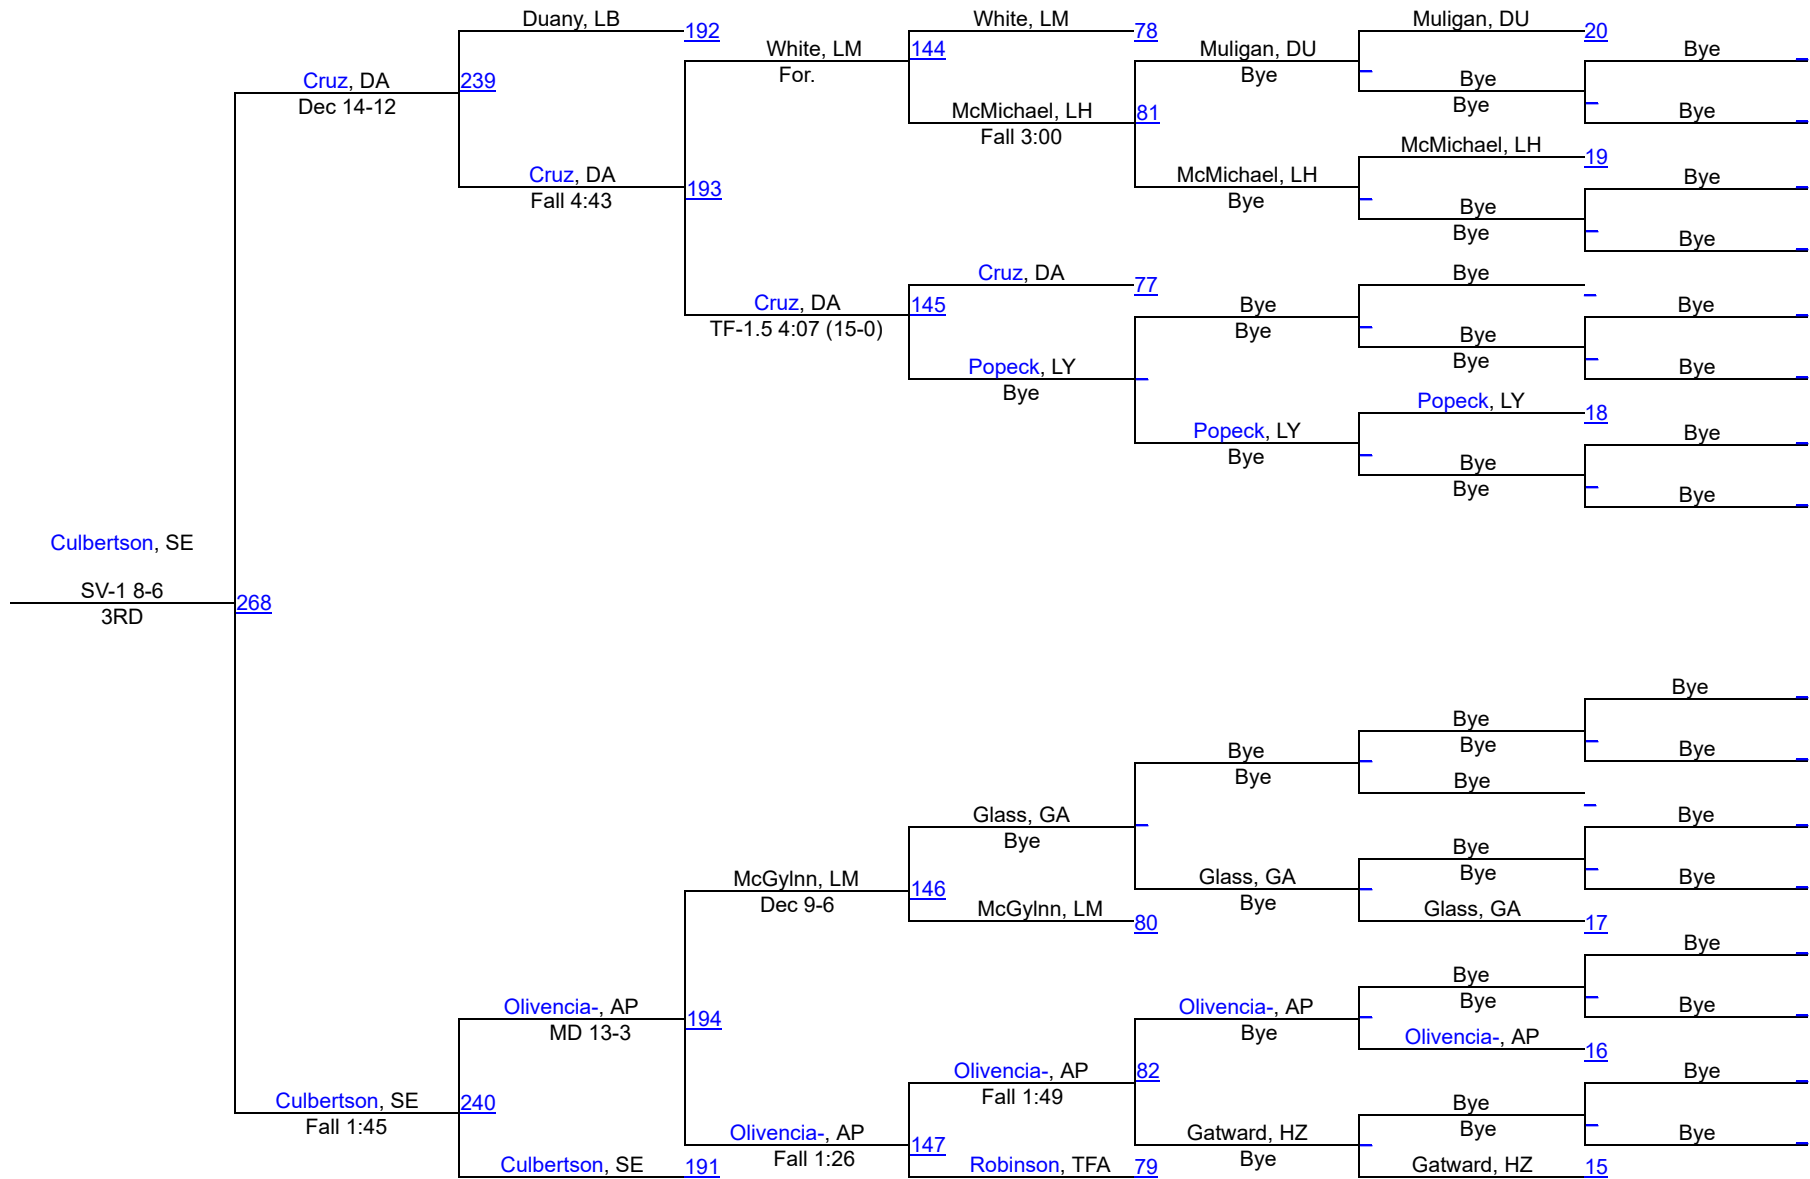 Duany, LB
192
White, LM
78
Muligan, DU
20
Bye
White, LM
144
For.
Muligan, DU
Bye
Bye
Bye
Bye
Cruz, DA
239
Dec 14-12
McMichael, LH
81
Fall 3:00
McMichael, LH
19
Bye
Cruz, DA
193
Fall 4:43
McMichael, LH
Bye
Bye
Bye
Bye
Cruz, DA
77
Bye
Cruz, DA
145
TF-1.5 4:07 (15-0)
Bye
Bye
Bye
Bye
Bye
Popeck, LY
Bye
Bye
Popeck, LY
18
Popeck, LY
Bye
Bye
Bye
Bye
Bye
Culbertson, SE
SV-1 8-6
268
3RD
Bye
Bye
Bye
Bye
Bye
Bye
Bye
Glass, GA
Bye
Bye
Bye
Bye
McGylnn, LM
146
Dec 9-6
Glass, GA
Bye
Bye
McGylnn, LM
80
Glass, GA
17
Bye
Bye
Bye
Olivencia-, AP
194
MD 13-3
Olivencia-, AP
Bye
Bye
Olivencia-, AP
16
Olivencia-, AP
82
Fall 1:49
Bye
Culbertson, SE
240
Fall 1:45
Bye
Bye
Bye
Olivencia-, AP
147
Fall 1:26
Gatward, HZ
Bye
Culbertson, SE
191
Robinson, TFA
79
Gatward, HZ
15